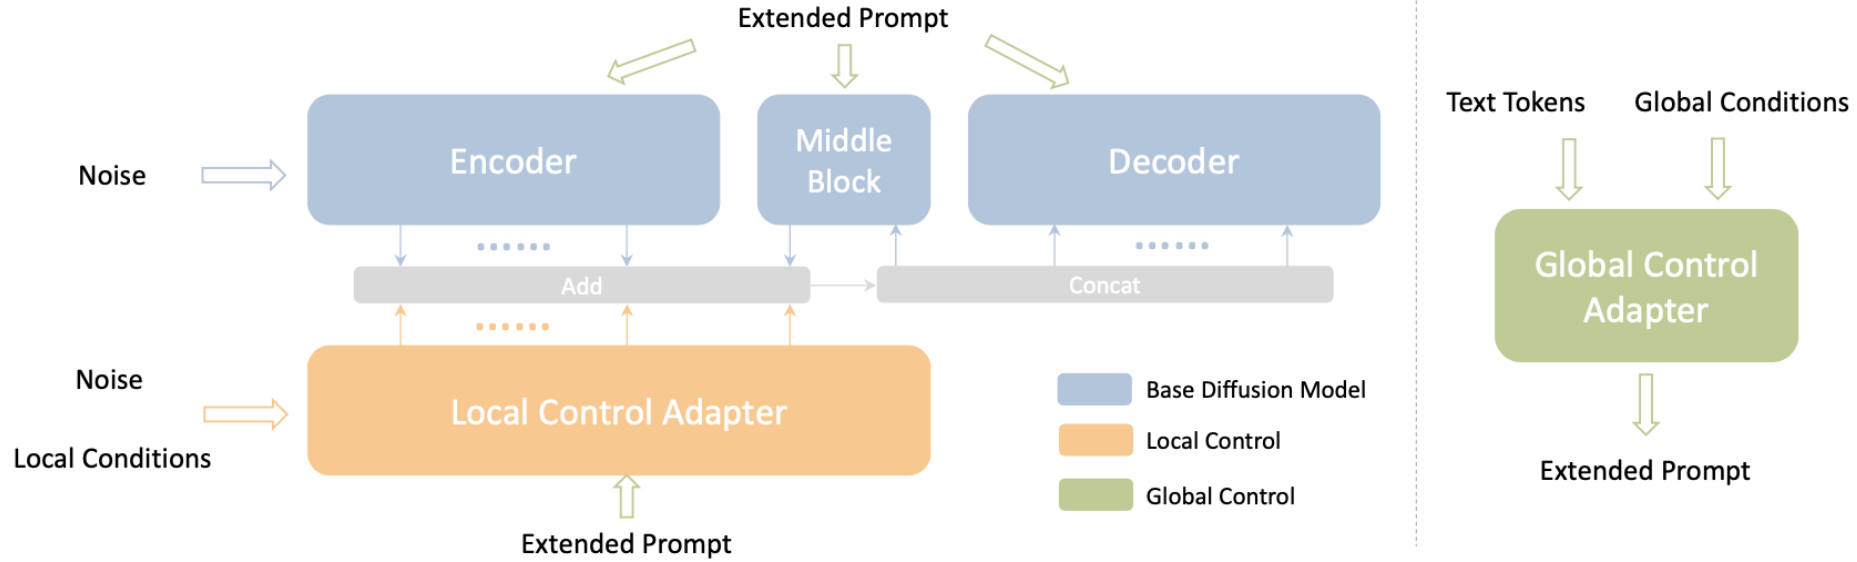 Extended Prompt
Text Tokens
Global Conditions
Noise
Encoder
Middle
Block
Decoder
Add
Concat
Global Control
Adapter
Noise
Local Conditions
Local Control Adapter
Base Diffusion Model
Local Control
Global Control
Extended Prompt
Extended Prompt